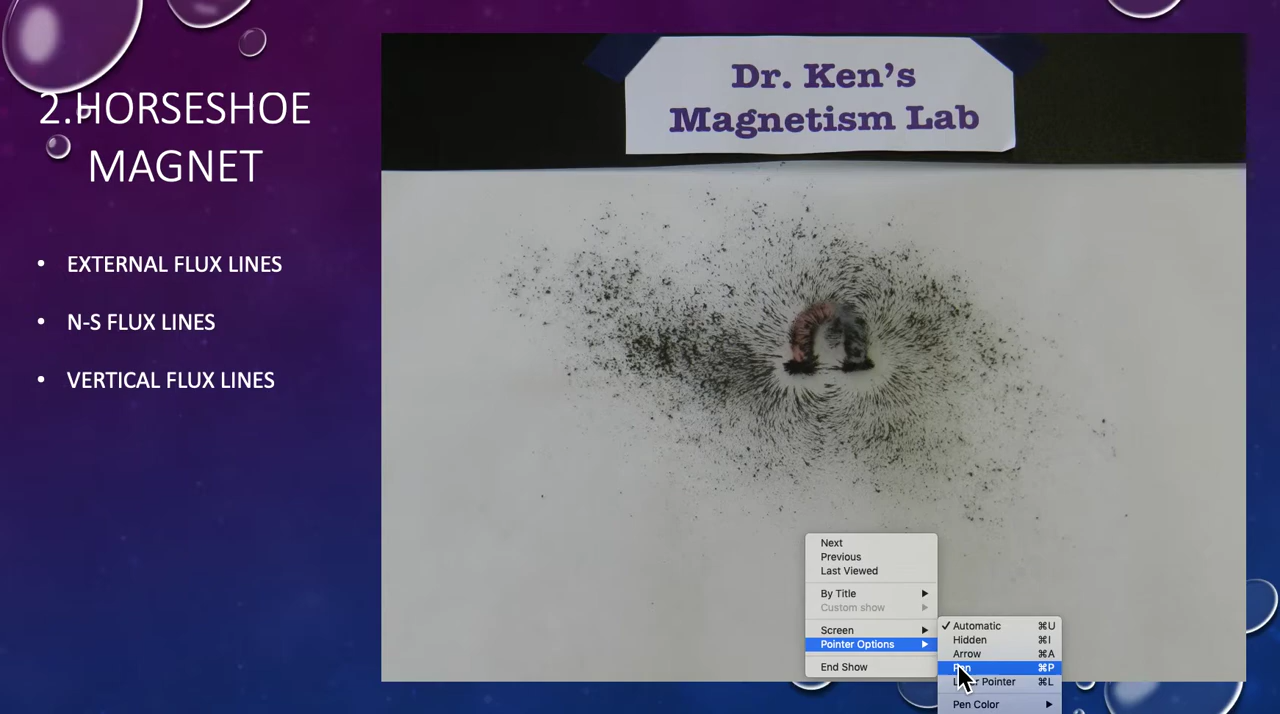 2.HORSESHOE
MAGNET
• EXTERNAL FLUX LINES
• N-S FLUX LINES
• VERTICAL FLUX LINES
Dr. Ken's
Magnetism Lab
Next
Previous
Last Viewed
By Title
Custom show
Screen
Pointer Options
End Show
✓ Automatic ⌘U
Hidden ⌘I
Arrow ⌘A
Pen ⌘P
Pointer ⌘L
Pen Color